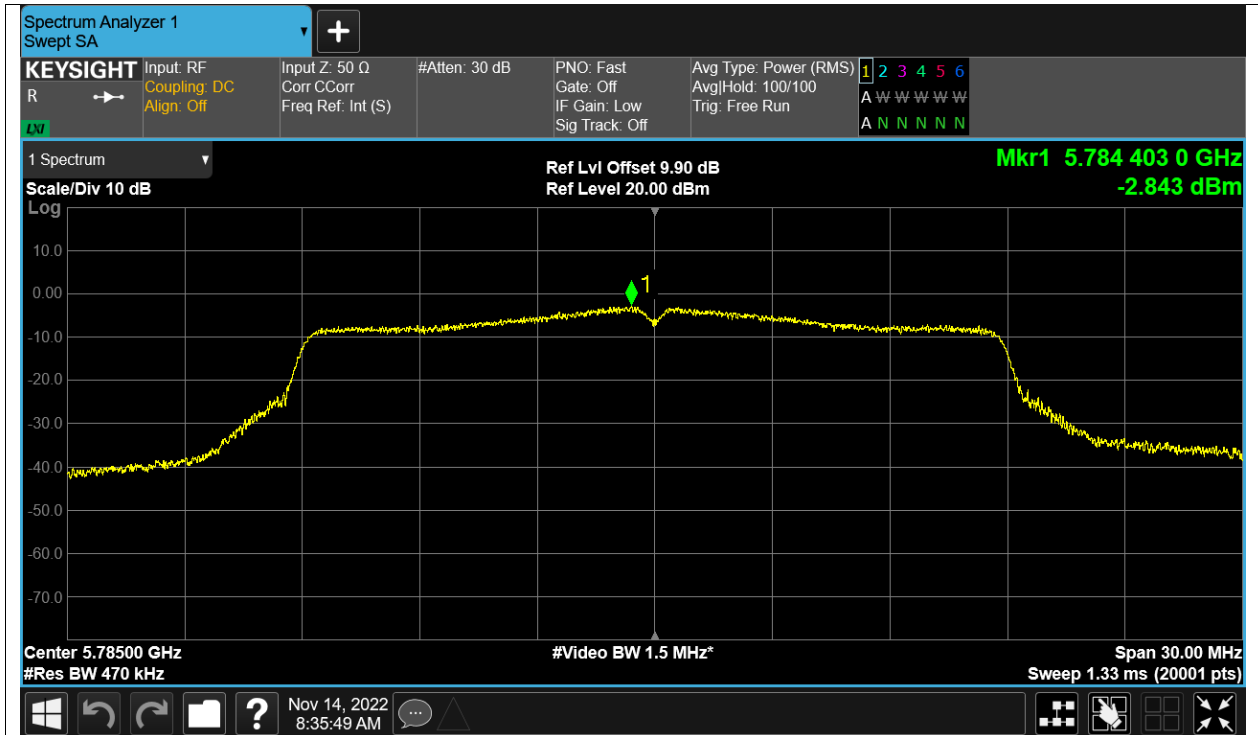 Spectrum Analyzer 1
Swept SA
KEYSIGHT
R
LXI
Input: RF
Coupling: DC
Align: Off
Input Z: 50 Ω
Corr CCorr
Freq Ref: Int (S)
#Atten: 30 dB
PNO: Fast
Gate: Off
IF Gain: Low
Sig Track: Off
Avg Type: Power (RMS)
Avg|Hold: 100/100
Trig: Free Run
1 2 3 4 5 6
A W W W W W
A N N N N N
1 Spectrum
Scale/Div 10 dB
Log
Ref Lvl Offset 9.90 dB
Ref Level 20.00 dBm
Mkr1 5.784 403 0 GHz
-2.843 dBm
1
10.0
0.00
-10.0
-20.0
-30.0
-40.0
-50.0
-60.0
-70.0
Center 5.78500 GHz
#Res BW 470 kHz
#Video BW 1.5 MHz*
Span 30.00 MHz
Sweep 1.33 ms (20001 pts)
?
Nov 14, 2022
8:35:49 AM